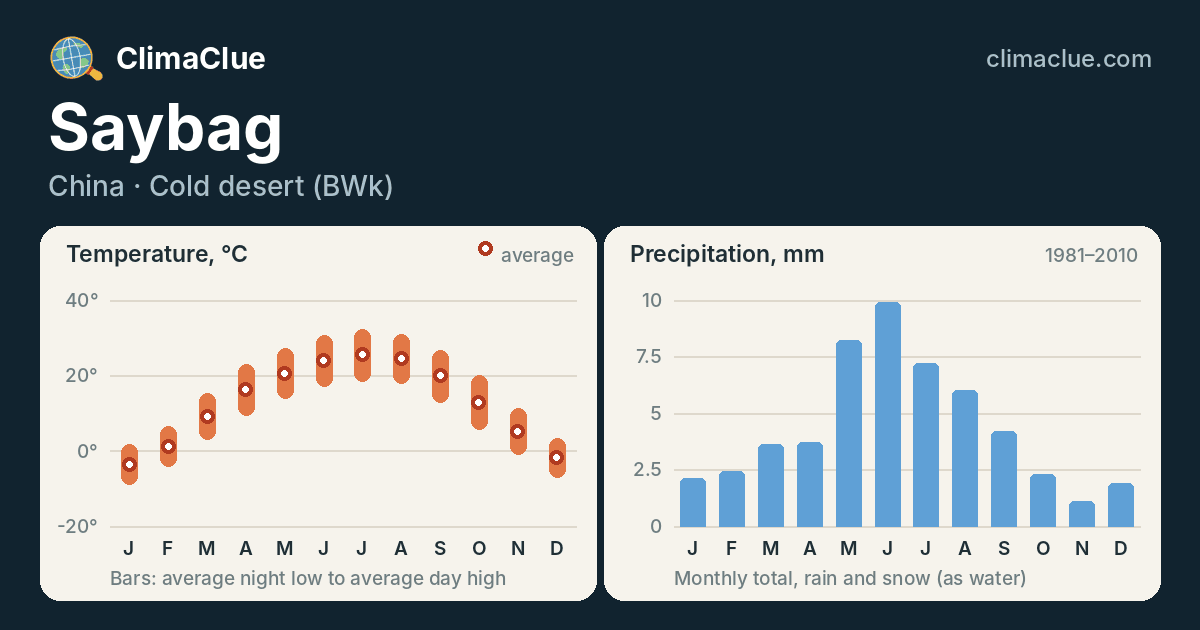 ClimaClue
climaclue.com
Saybag
China · Cold desert (BWk)
Temperature, °C
average
40°
20°
0°
-20°
J F M A M J J A S O N D
Bars: average night low to average day high
Precipitation, mm
1981–2010
10
7.5
5
2.5
0
J F M A M J J A S O N D
Monthly total, rain and snow (as water)